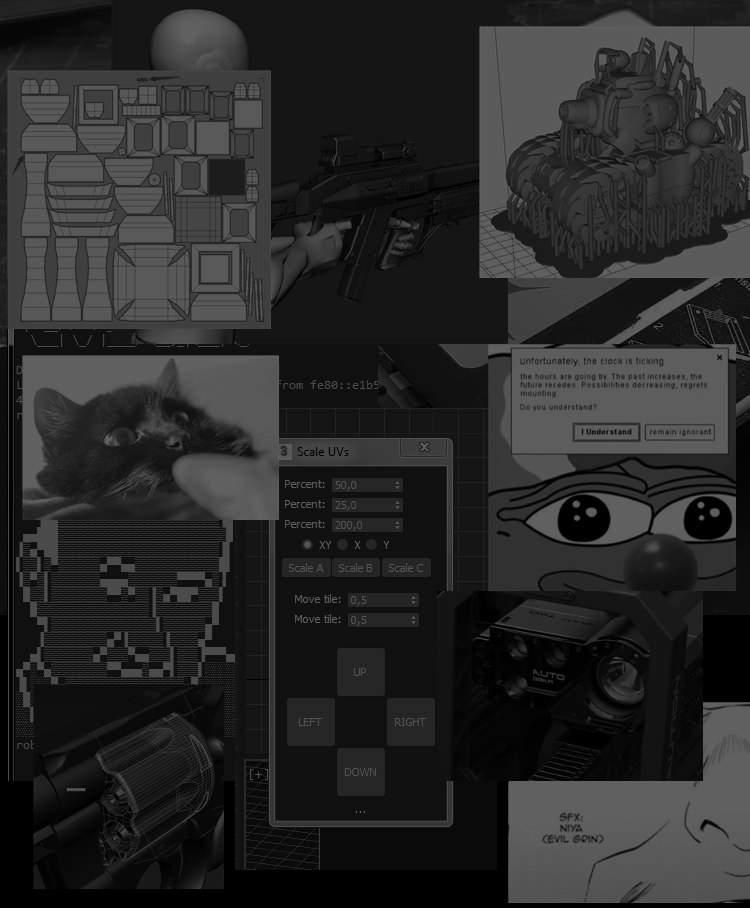 from fe80::e1b5
Unfortunately, the clock is ticking
the hours are going by. The past increases, the
future recedes. Possibilities decreasing, regrets
mounting.
Do you understand?
I Understand
remain ignorant
3 Scale UVs
Percent: 50,0
Percent: 25,0
Percent: 200,0
XY X Y
Scale A Scale B Scale C
Move tile: 0,5
Move tile: 0,5
UP
LEFT RIGHT
DOWN
...
AUTO
rob
[+]
SFX:
NIYA
(EVIL GRIN)